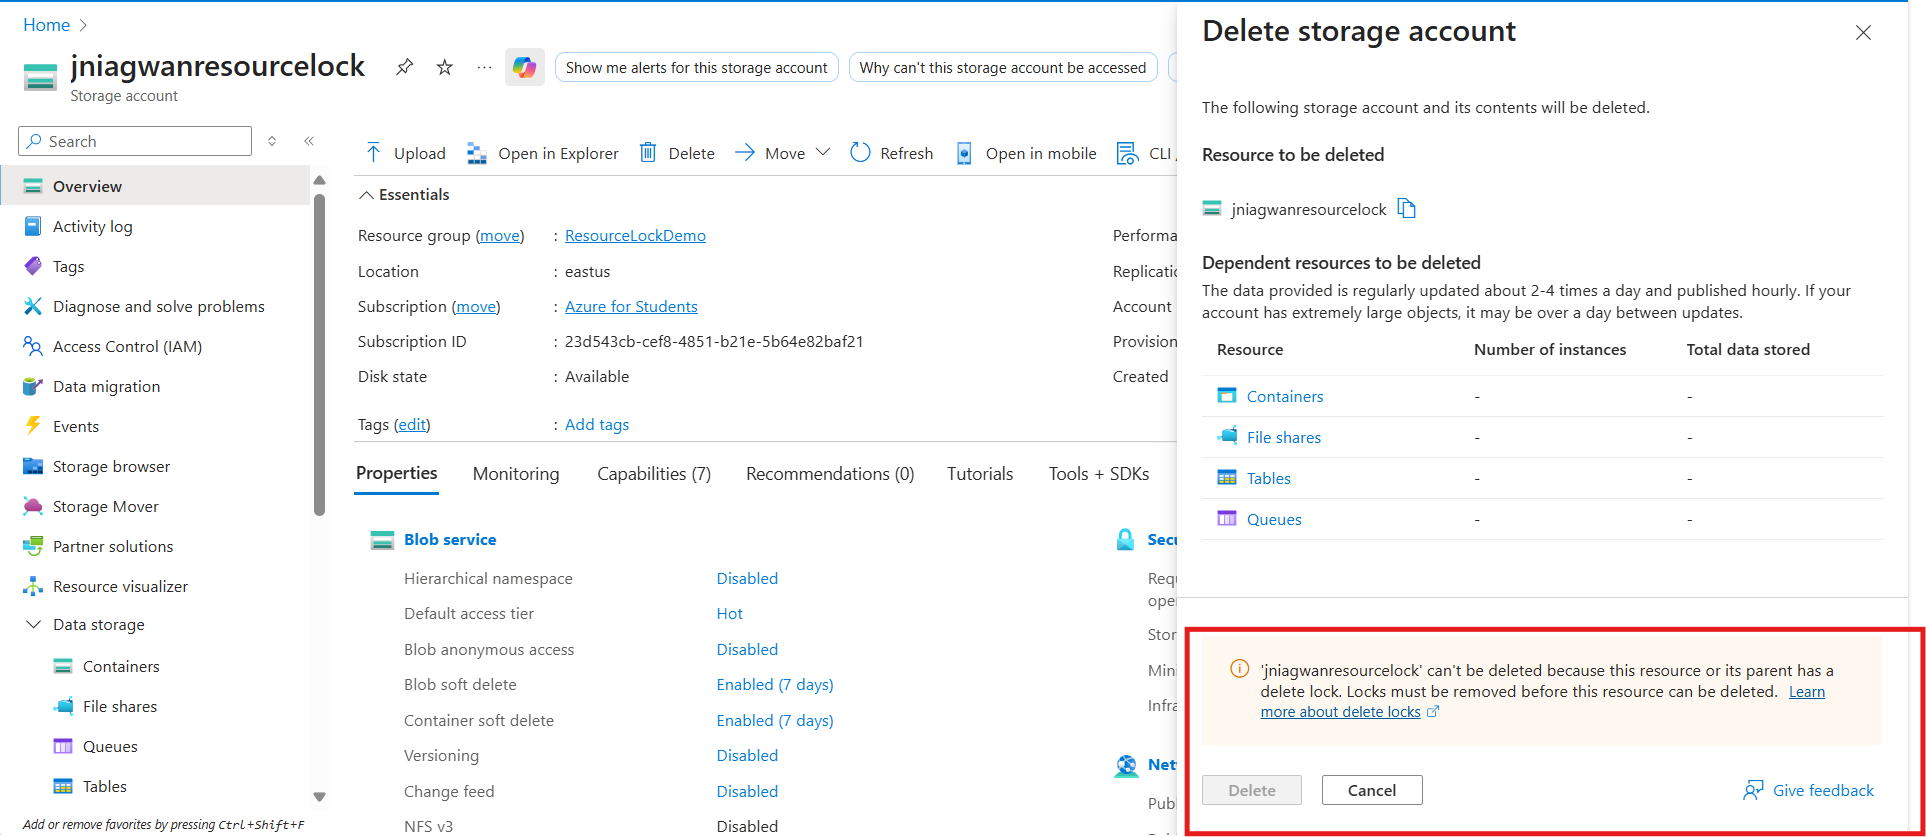 Home
jniagwanresourcelock
Storage account
Show me alerts for this storage account
Why can't this storage account be accessed
Search
Overview
Activity log
Tags
Diagnose and solve problems
Access Control (IAM)
Data migration
Events
Storage browser
Storage Mover
Partner solutions
Resource visualizer
Data storage
Containers
File shares
Queues
Tables
Add or remove favorites by pressing Ctrl+Shift+F
Upload Open in Explorer Delete Move Refresh Open in mobile CLI /
Essentials
Resource group (move) : ResourceLockDemo
Location : eastus
Subscription (move) : Azure for Students
Subscription ID : 23d543cb-cef8-4851-b21e-5b64e82baf21
Disk state : Available
Tags (edit) : Add tags
Performa
Replicati
Account
Provision
Created
Properties Monitoring Capabilities (7) Recommendations (0) Tutorials Tools + SDKs
Blob service
Hierarchical namespace Disabled
Default access tier Hot
Blob anonymous access Disabled
Blob soft delete Enabled (7 days)
Container soft delete Enabled (7 days)
Versioning Disabled
Change feed Disabled
NFS v3 Disabled
Secu
Requ
oper
Stor
Mini
Infra
Netw
Publ
Delete storage account
The following storage account and its contents will be deleted.
Resource to be deleted
jniagwanresourcelock
Dependent resources to be deleted
The data provided is regularly updated about 2-4 times a day and published hourly. If your
account has extremely large objects, it may be over a day between updates.
Resource Number of instances Total data stored
Containers - -
File shares - -
Tables - -
Queues - -
'jniagwanresourcelock' can't be deleted because this resource or its parent has a
delete lock. Locks must be removed before this resource can be deleted. Learn
more about delete locks
Delete Cancel Give feedback